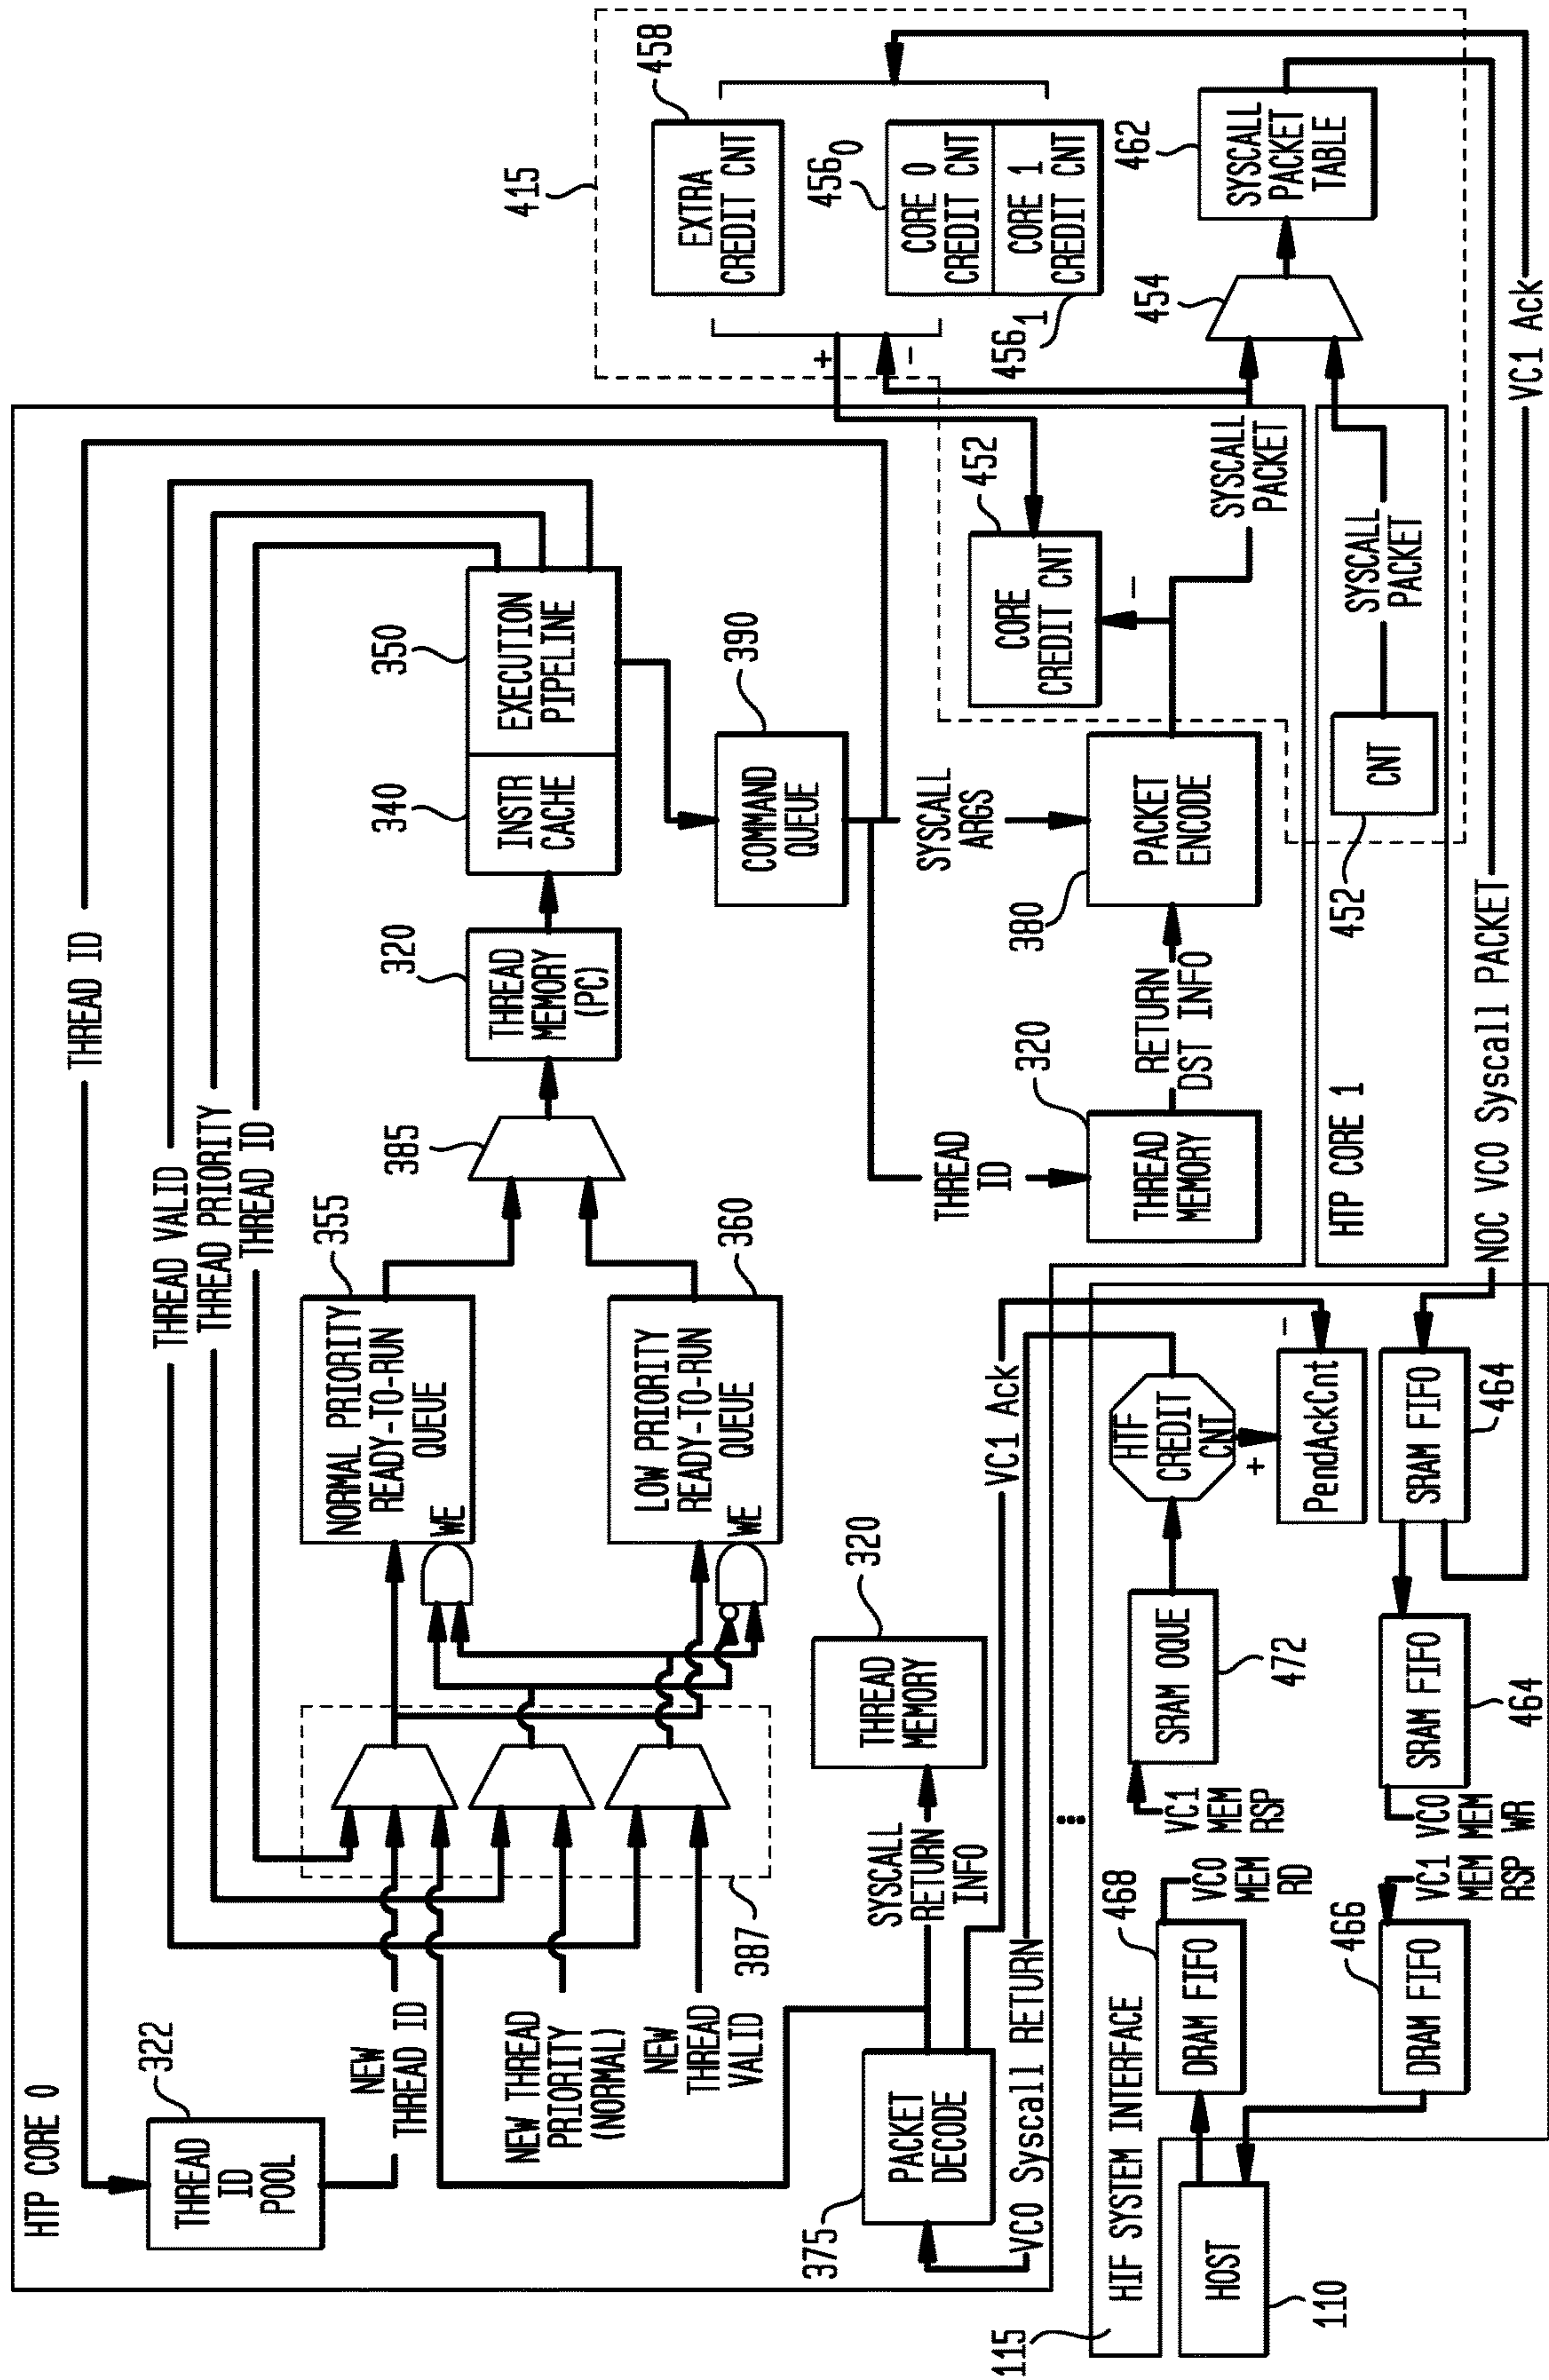 HTP CORE 0
322
THREAD
ID
POOL
THREAD ID
THREAD VALID
THREAD PRIORITY
THREAD ID
NEW
THREAD ID
NEW THREAD
PRIORITY
(NORMAL)
NEW
THREAD
VALID
387
355
NORMAL PRIORITY
READY-TO-RUN
QUEUE
WE
360
LOW PRIORITY
READY-TO-RUN
QUEUE
WE
385
320
THREAD
MEMORY
(PC)
340
INSTR
CACHE
350
EXECUTION
PIPELINE
390
COMMAND
QUEUE
415
458
EXTRA
CREDIT CNT
456
0
CORE 0
CREDIT CNT
CORE 1
CREDIT CNT
456
1
+
−
375
PACKET
DECODE
SYSCALL
RETURN
INFO
320
THREAD
MEMORY
THREAD
ID
320
THREAD
MEMORY
RETURN
DST INFO
SYSCALL
ARGS
380
PACKET
ENCODE
452
CORE
CREDIT CNT
−
SYSCALL
PACKET
454
462
SYSCALL
PACKET
TABLE
VC0 Syscall RETURN
VC1 Ack
...
HTP CORE 1
452
CNT
SYSCALL
PACKET
115
HIF SYSTEM INTERFACE
HOST
110
468
DRAM FIFO
VC0
MEM
RD
VC1
MEM
RSP
SRAM OQUE
472
HTF
CREDIT
CNT
+
−
PendAckCnt
466
DRAM FIFO
VC1
MEM
RSP
VC0
MEM
WR
SRAM FIFO
464
SRAM FIFO
464
NOC VC0 Syscall PACKET
VC1 Ack